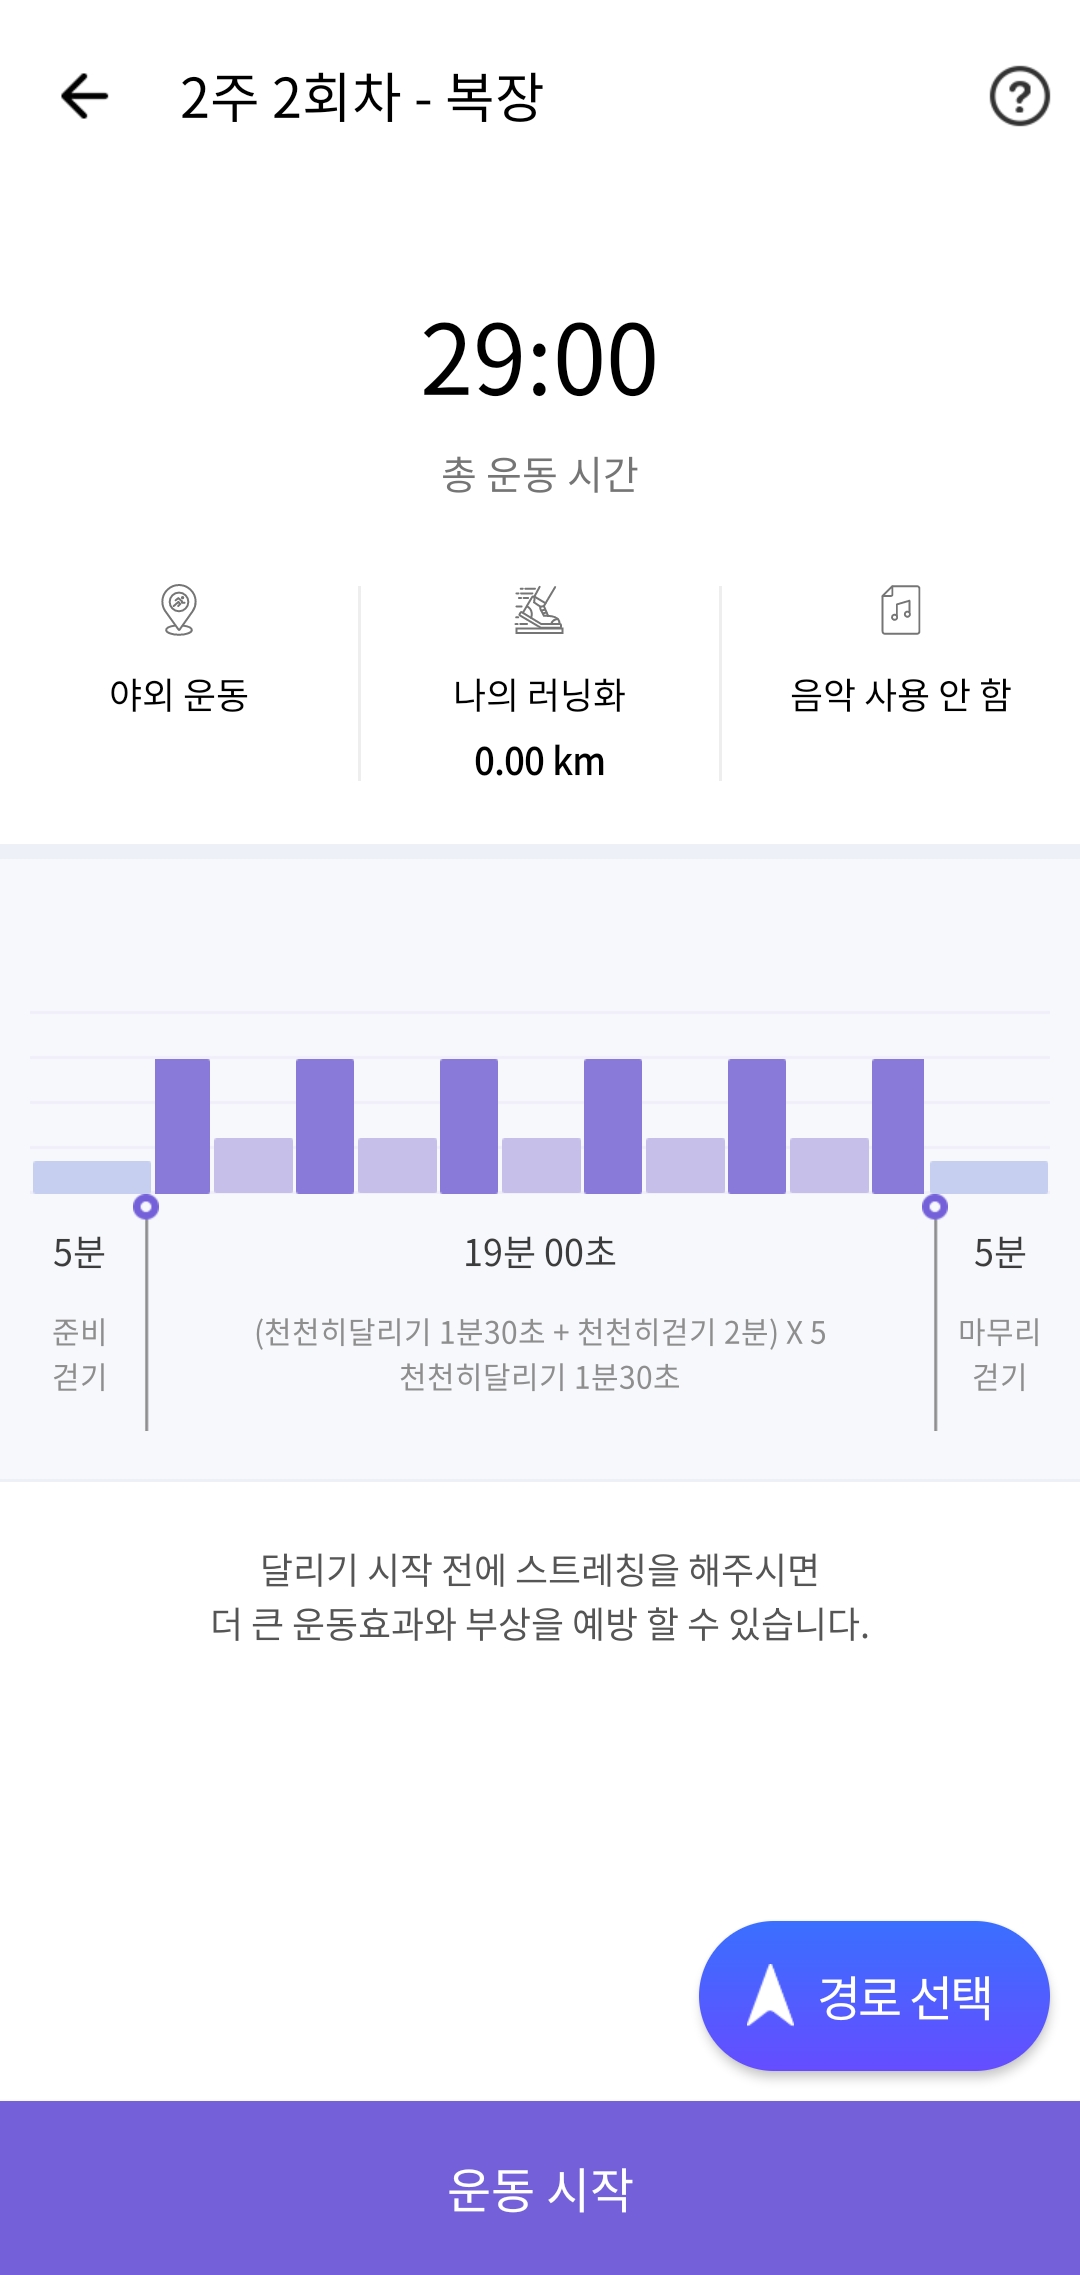 2주 2회차 - 복장
29:00
총 운동 시간
야외 운동
나의 러닝화
0.00 km
음악 사용 안 함
5분
준비
걷기
19분 00초
(천천히달리기 1분30초 + 천천히걷기 2분) X 5
천천히달리기 1분30초
5분
마무리
걷기
달리기 시작 전에 스트레칭을 해주시면
더 큰 운동효과와 부상을 예방 할 수 있습니다.
경로 선택
운동 시작